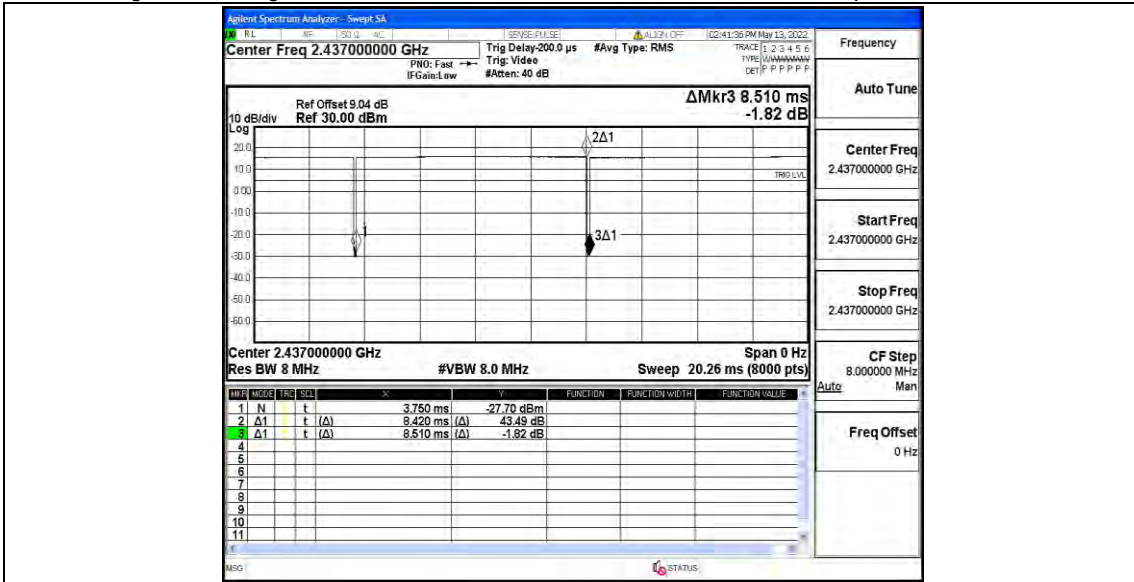 Agilent Spectrum Analyzer - Swept SA
RL RF 50 Ω AC SENSE:PULSE ALIGN OFF 02:41:36 PM May 13, 2022
Center Freq 2.437000000 GHz
PNO: Fast
IFGain:Low
Trig Delay-200.0 µs
Trig: Video
#Atten: 40 dB
#Avg Type: RMS
TRACE 1 2 3 4 5 6
TYPE
DET P P P P P P
ΔMkr3 8.510 ms
-1.82 dB
Ref Offset 9.04 dB
10 dB/div Ref 30.00 dBm
Log
20.0
10.0
0.00
-10.0
-20.0
-30.0
-40.0
-50.0
-60.0
2Δ1
TRIG LVL
1
3Δ1
Center 2.437000000 GHz
Span 0 Hz
Res BW 8 MHz
#VBW 8.0 MHz
Sweep 20.26 ms (8000 pts)
MKR MODE TRC SCL X Y FUNCTION FUNCTION WIDTH FUNCTION VALUE
1 N t 3.750 ms -27.70 dBm
2 Δ1 t (Δ) 8.420 ms (Δ) 43.49 dB
3 Δ1 t (Δ) 8.510 ms (Δ) -1.82 dB
4
5
6
7
8
9
10
11
MSG
STATUS
Frequency
Auto Tune
Center Freq
2.437000000 GHz
Start Freq
2.437000000 GHz
Stop Freq
2.437000000 GHz
CF Step
8.000000 MHz
Auto Man
Freq Offset
0 Hz